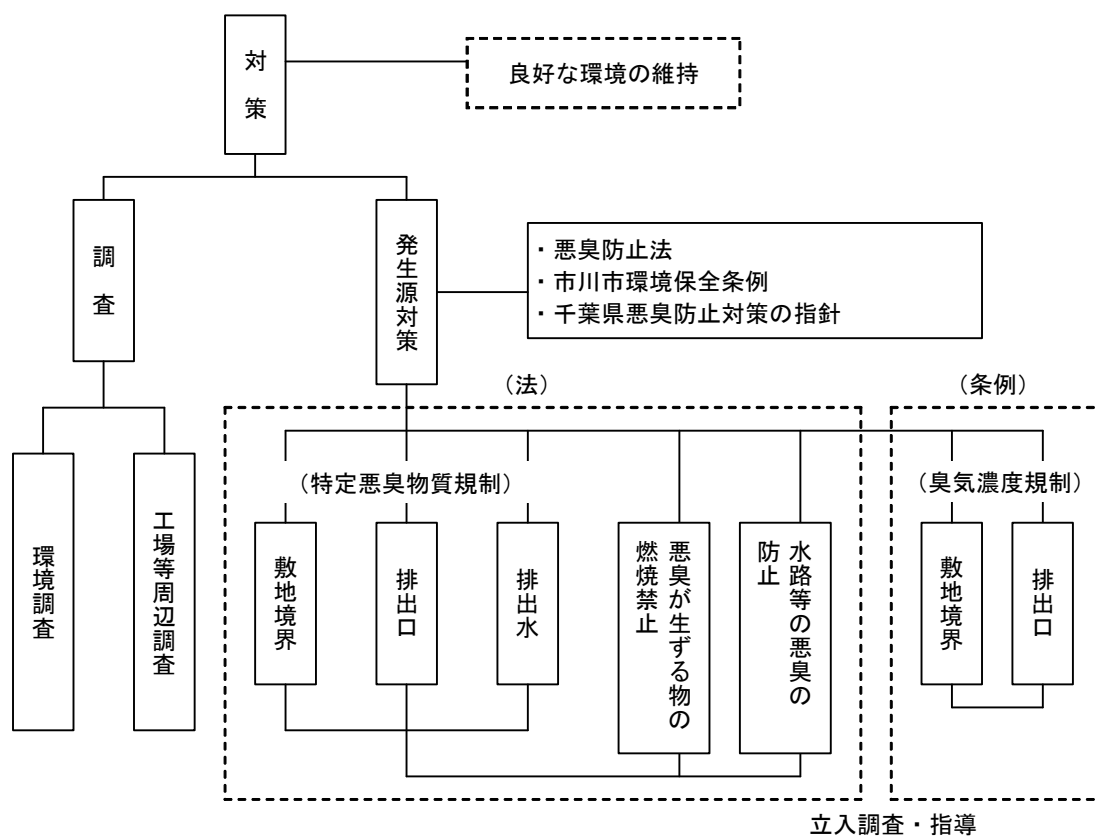 対策
良好な環境の維持
調査
発生源対策
・悪臭防止法
・市川市環境保全条例
・千葉県悪臭防止対策の指針
（法）
（条例）
環境調査
工場等周辺調査
（特定悪臭物質規制）
敷地境界
排出口
排出水
悪臭が生ずる物の
燃焼禁止
水路等の悪臭の
防止
（臭気濃度規制）
敷地境界
排出口
立入調査・指導